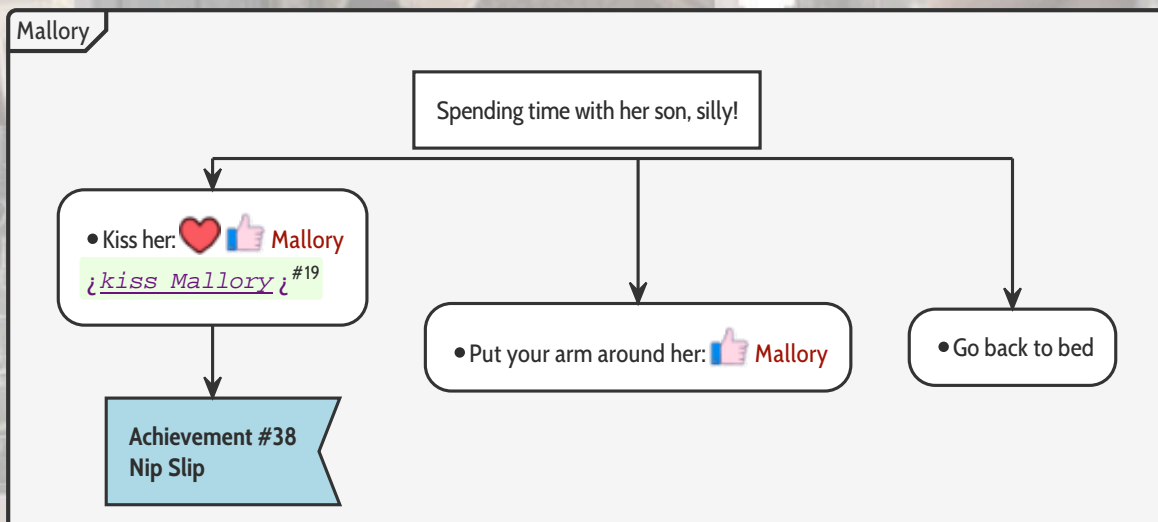 Mallory
Spending time with her son, silly!
• Kiss her: Mallory
¿kiss Mallory¿#19
• Put your arm around her: Mallory
• Go back to bed
Achievement #38
Nip Slip